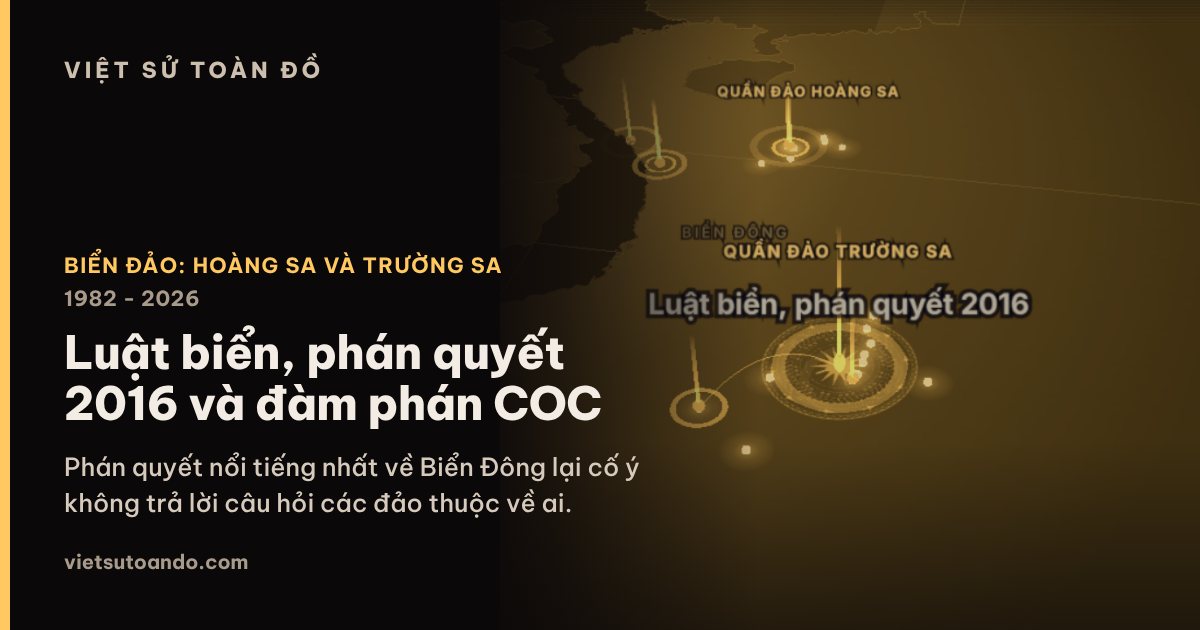 VIỆT SỬ TOÀN ĐỒ
QUẦN ĐẢO HOÀNG SA
BIỂN ĐÔNG
QUẦN ĐẢO TRƯỜNG SA
Luật biển, phán quyết 2016
BIỂN ĐẢO: HOÀNG SA VÀ TRƯỜNG SA
1982 - 2026
Luật biển, phán quyết
2016 và đàm phán COC
Phán quyết nổi tiếng nhất về Biển Đông lại cố ý
không trả lời câu hỏi các đảo thuộc về ai.
vietsutoando.com